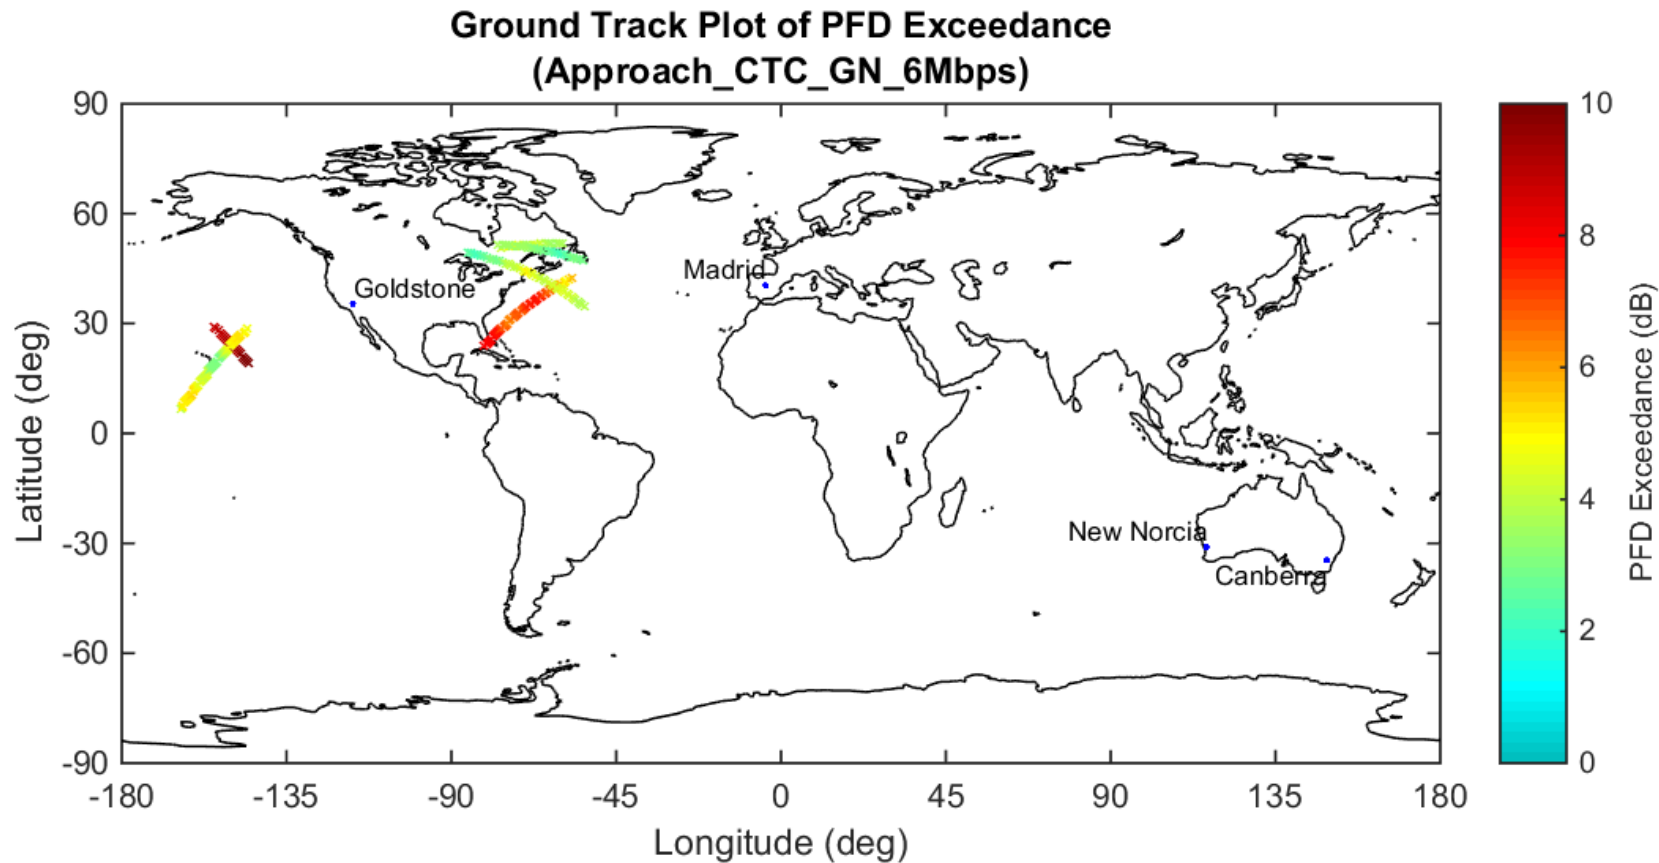 Ground Track Plot of PFD Exceedance
(Approach_CTC_GN_6Mbps)
90
60
30
0
-30
-60
-90
Latitude (deg)
-180
-135
-90
-45
0
45
90
135
180
Longitude (deg)
Goldstone
Madrid
New Norcia
Canberra
10
8
6
4
2
0
PFD Exceedance (dB)